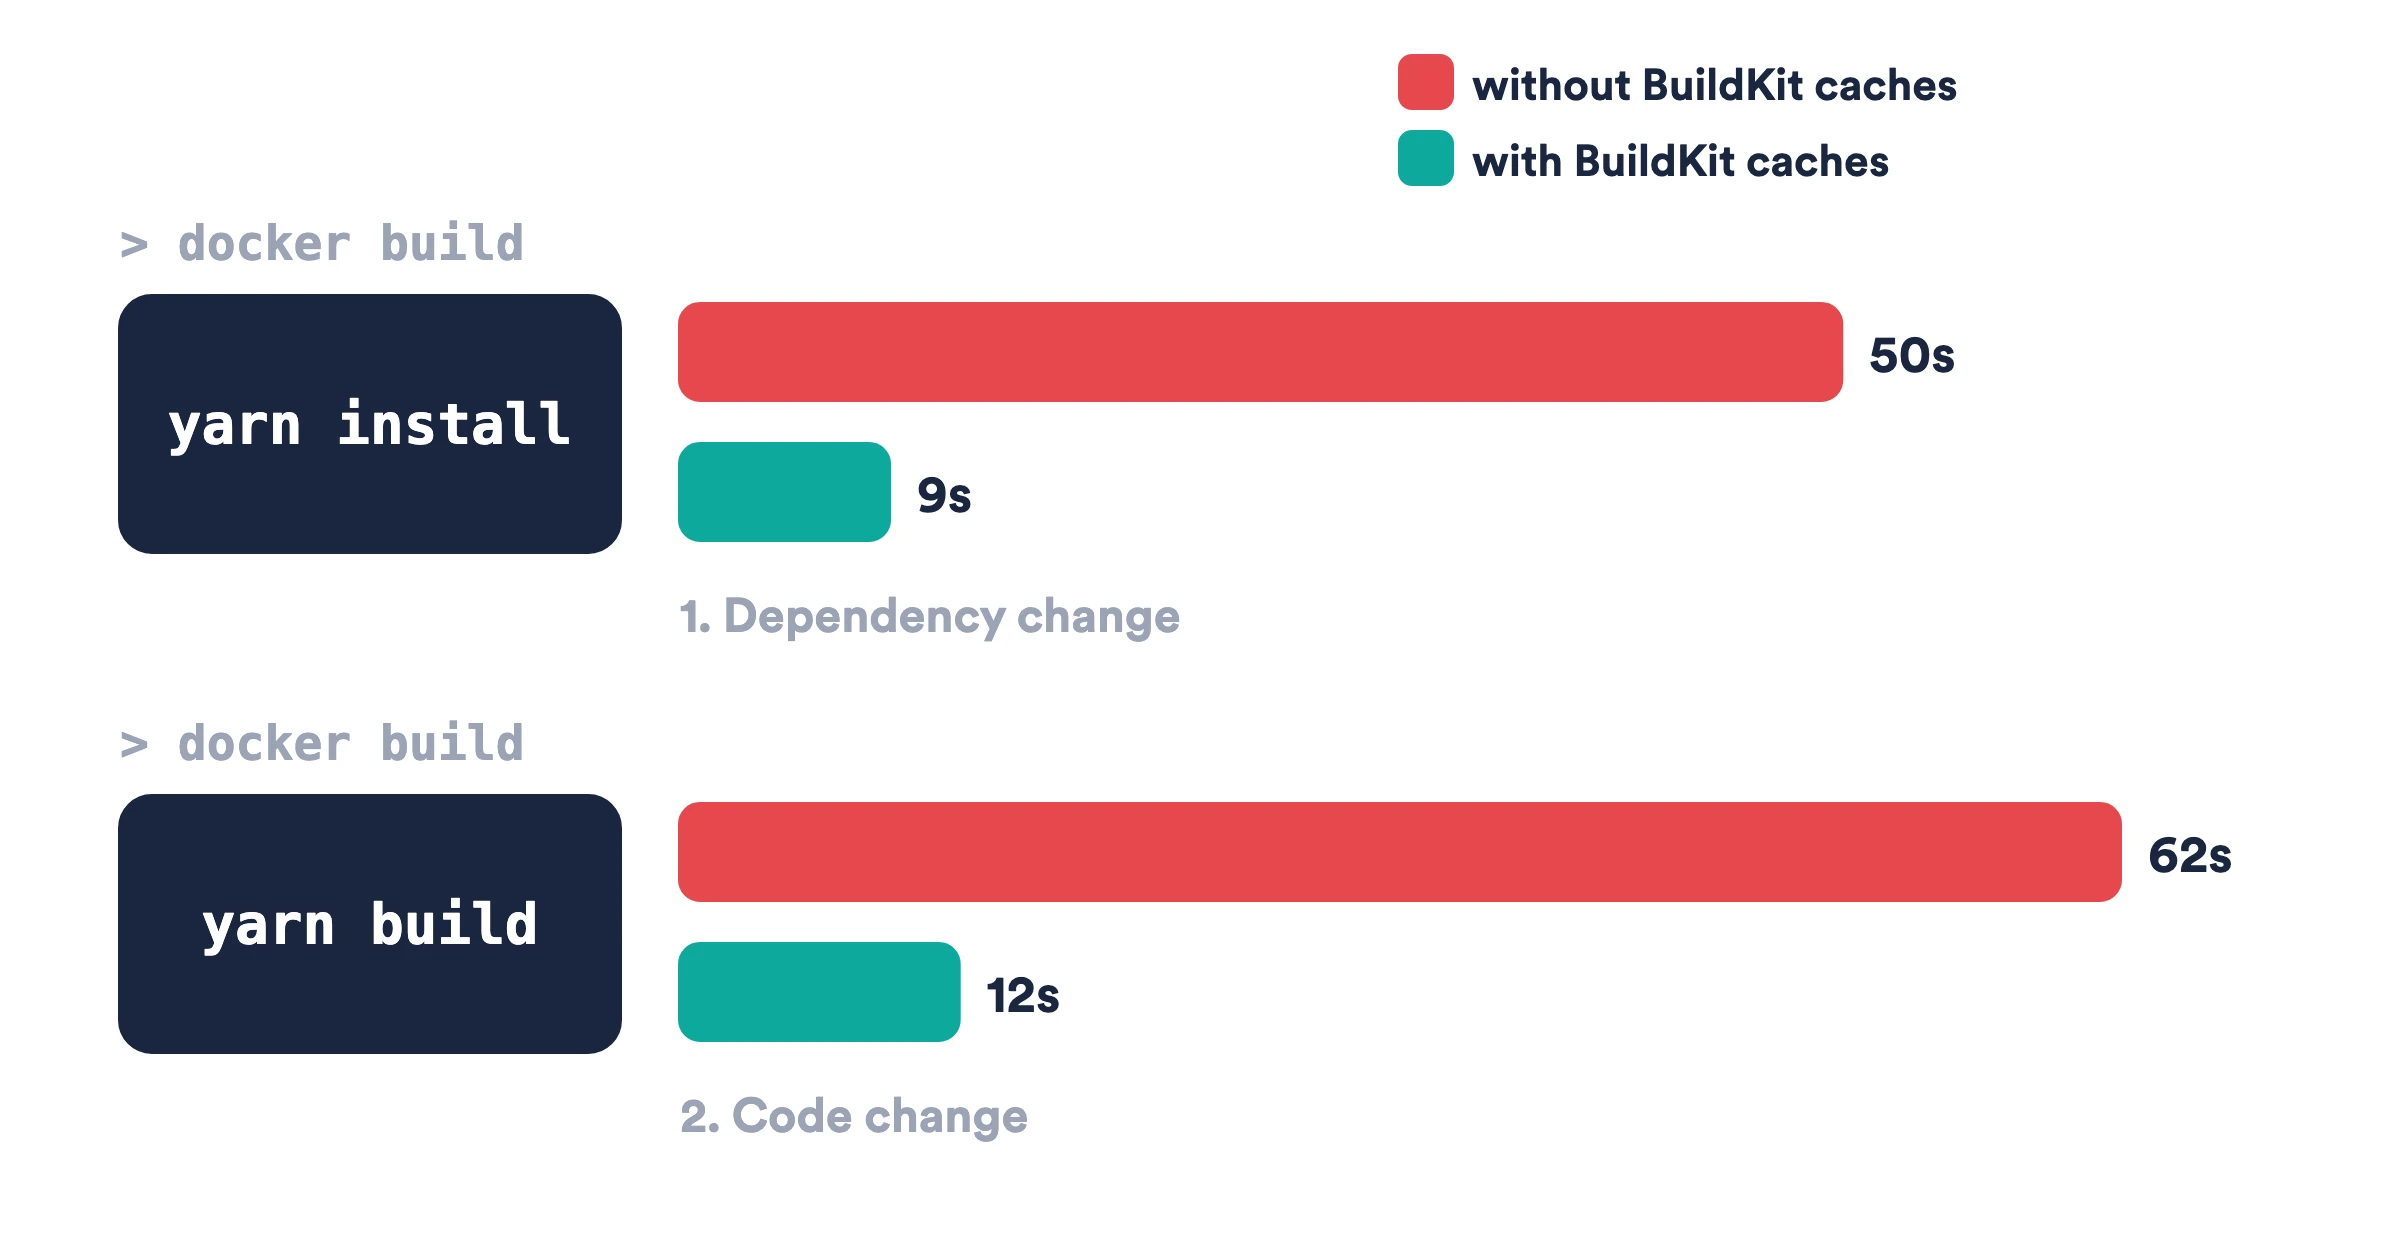 without BuildKit caches
with BuildKit caches
> docker build
yarn install
50s
9s
1. Dependency change
> docker build
yarn build
62s
12s
2. Code change